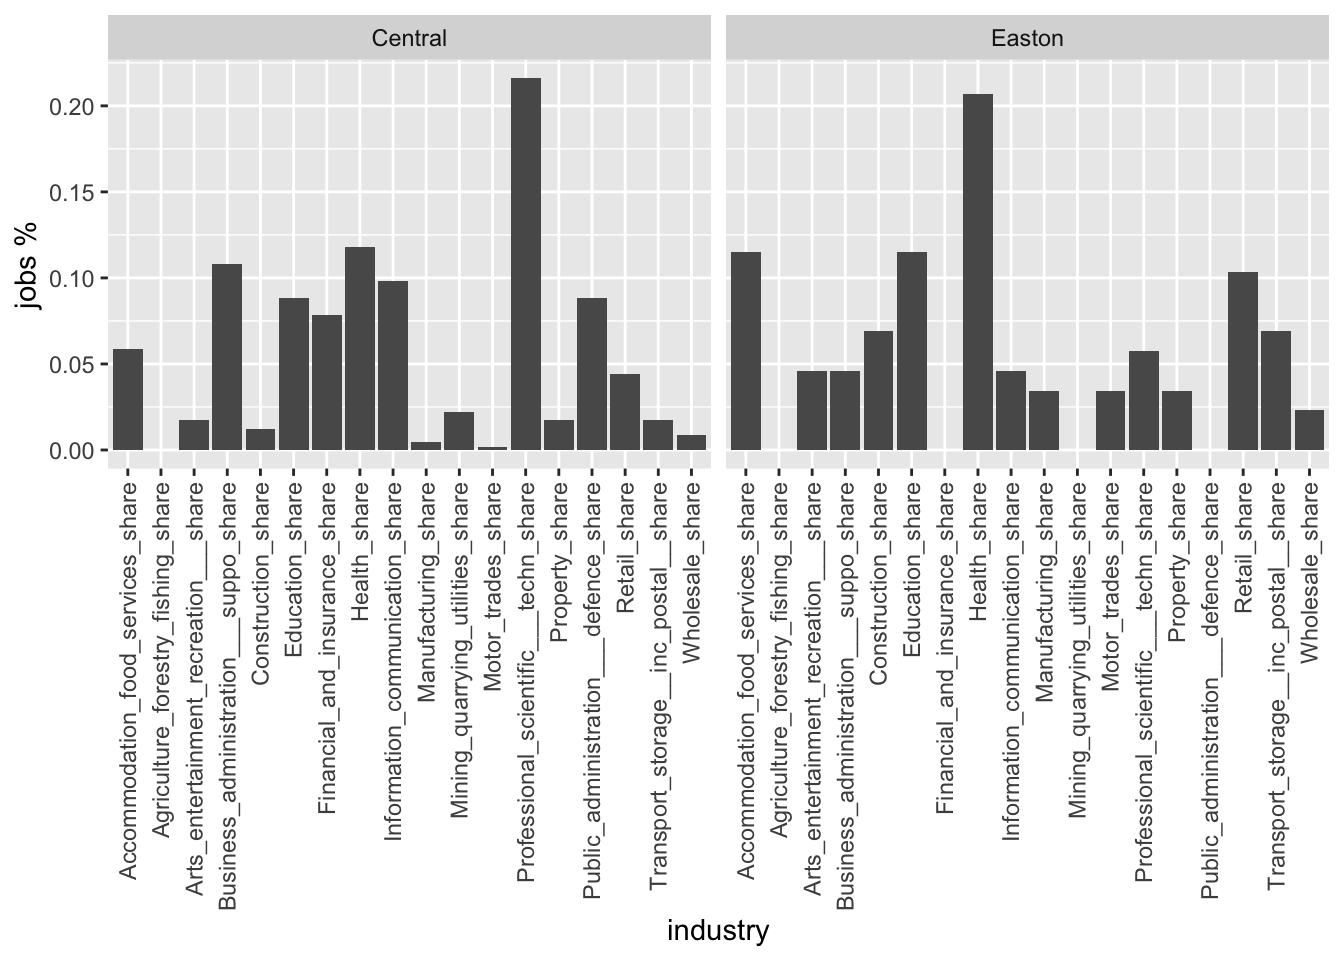 Central
Easton
jobs %
0.20
0.15
0.10
0.05
0.00
Accommodation_food_services_share
Agriculture_forestry_fishing_share
Arts_entertainment_recreation___share
Business_administration___suppo_share
Construction_share
Education_share
Financial_and_insurance_share
Health_share
Information_communication_share
Manufacturing_share
Mining_quarrying_utilities_share
Motor_trades_share
Professional_scientific___techn_share
Property_share
Public_administration___defence_share
Retail_share
Transport_storage__inc_postal__share
Wholesale_share
Accommodation_food_services_share
Agriculture_forestry_fishing_share
Arts_entertainment_recreation___share
Business_administration___suppo_share
Construction_share
Education_share
Financial_and_insurance_share
Health_share
Information_communication_share
Manufacturing_share
Mining_quarrying_utilities_share
Motor_trades_share
Professional_scientific___techn_share
Property_share
Public_administration___defence_share
Retail_share
Transport_storage__inc_postal__share
Wholesale_share
industry